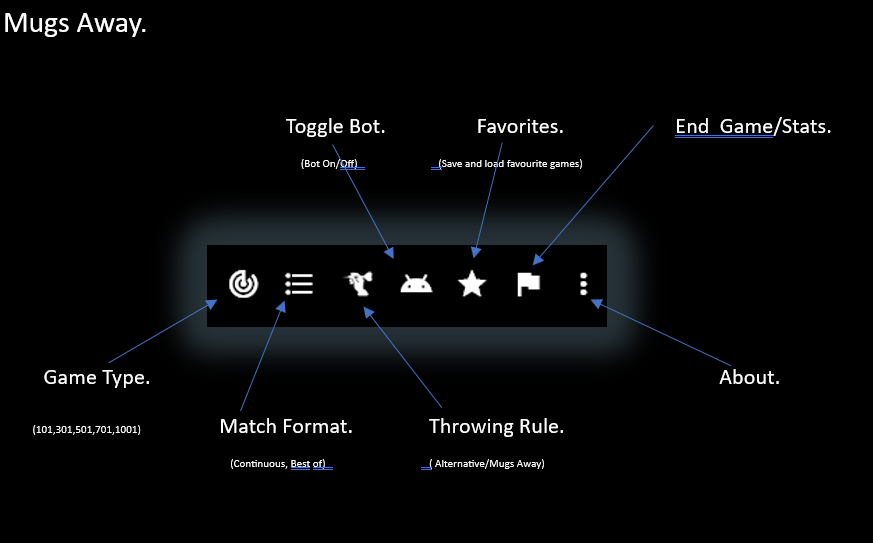 Mugs Away.
Toggle Bot.
Favorites.
End  Game/Stats.
(Bot On/Off)
(Save and load favourite games)
Game Type.
About.
(101,301,501,701,1001)
Match Format.
Throwing Rule.
(Continuous, Best of)
( Alternative/Mugs Away)